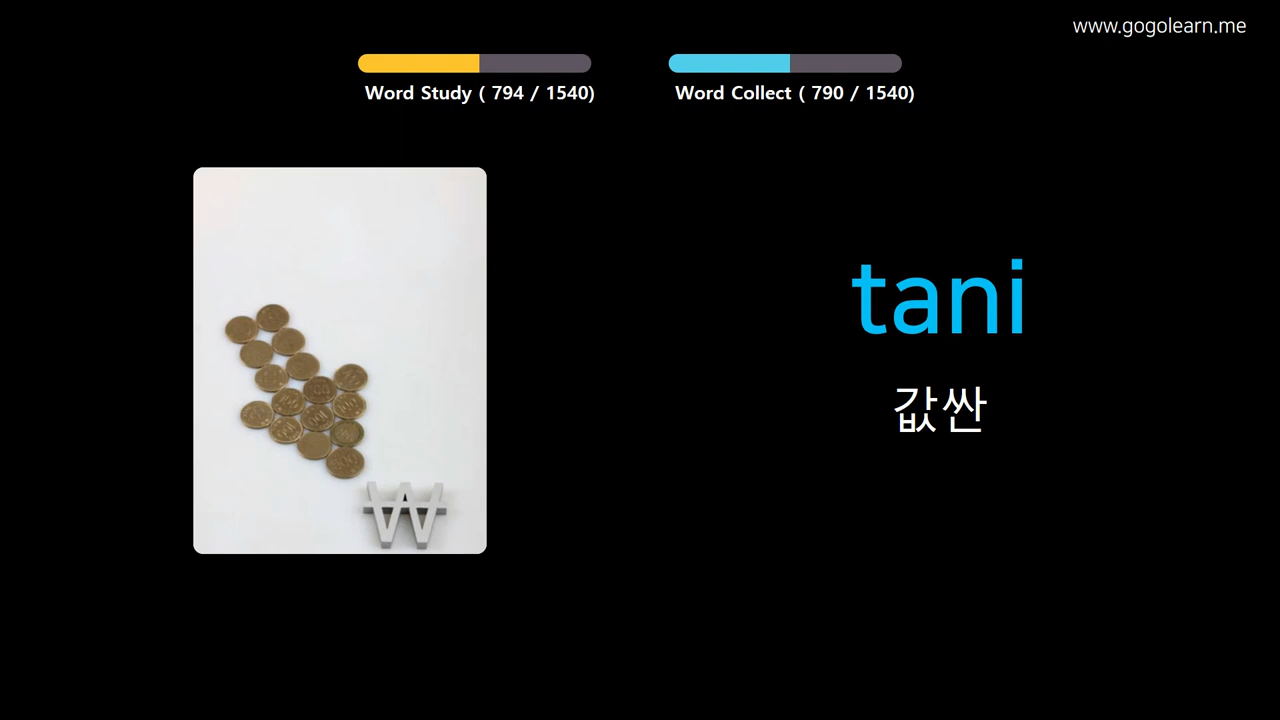 www.gogolearn.me
Word Study ( 794 / 1540)
Word Collect ( 790 / 1540)
tani
값싼
₩